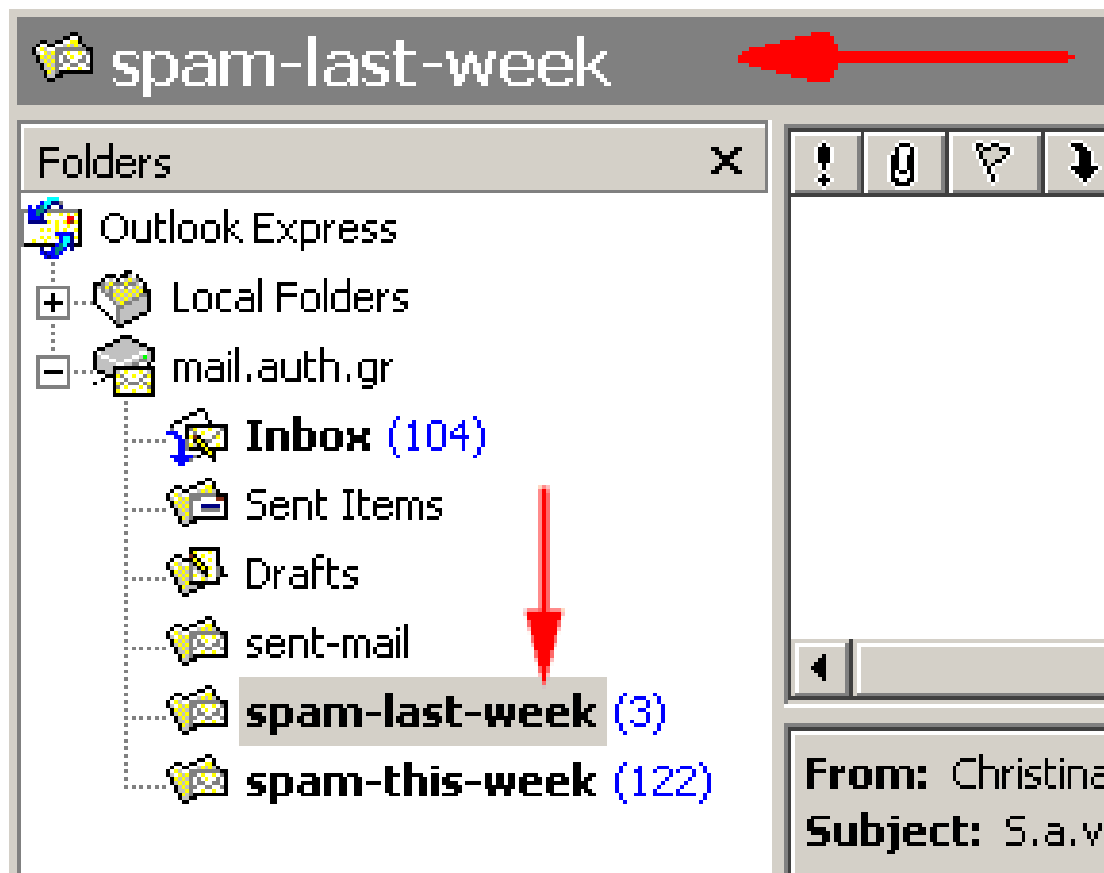 spam-last-week
Folders
Outlook Express
Local Folders
mail.auth.gr
Inbox (104)
Sent Items
Drafts
sent-mail
spam-last-week (3)
spam-this-week (122)
From: Christina
Subject: S.a.v